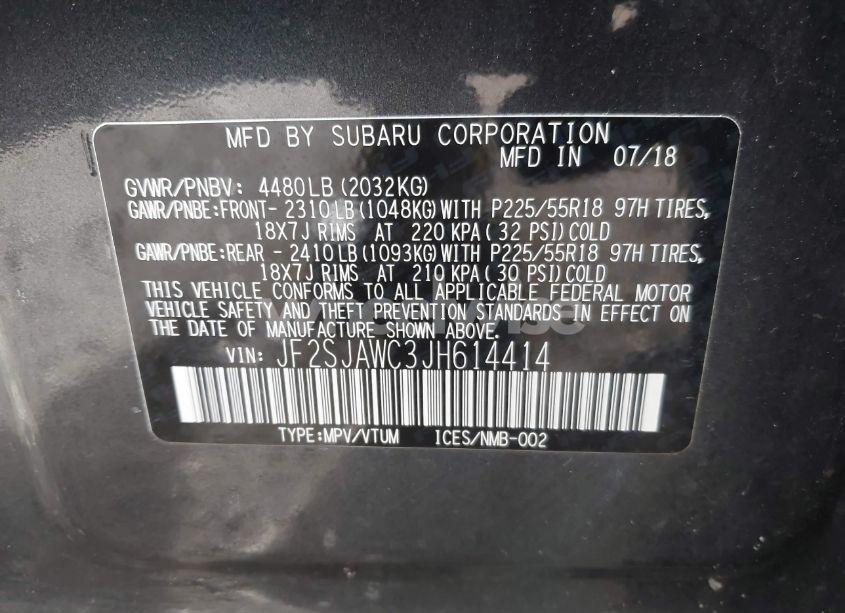 MFD BY SUBARU CORPORATION
MFD IN 07/18
GVWR/PNBV: 4480LB (2032KG)
GAWR/PNBE:FRONT- 2310LB (1048KG) WITH P225/55R18 97H TIRES,
18X7J RIMS AT 220 KPA ( 32 PSI) COLD
GAWR/PNBE:REAR - 2410LB (1093KG) WITH P225/55R18 97H TIRES,
18X7J RIMS AT 210 KPA ( 30 PSI) COLD
THIS VEHICLE CONFORMS TO ALL APPLICABLE FEDERAL MOTOR
VEHICLE SAFETY AND THEFT PREVENTION STANDARDS IN EFFECT ON
THE DATE OF MANUFACTURE SHOWN ABOVE.
VIN: JF2SJAWC3JH614414
TYPE:MPV/VTUM ICES/NMB-002